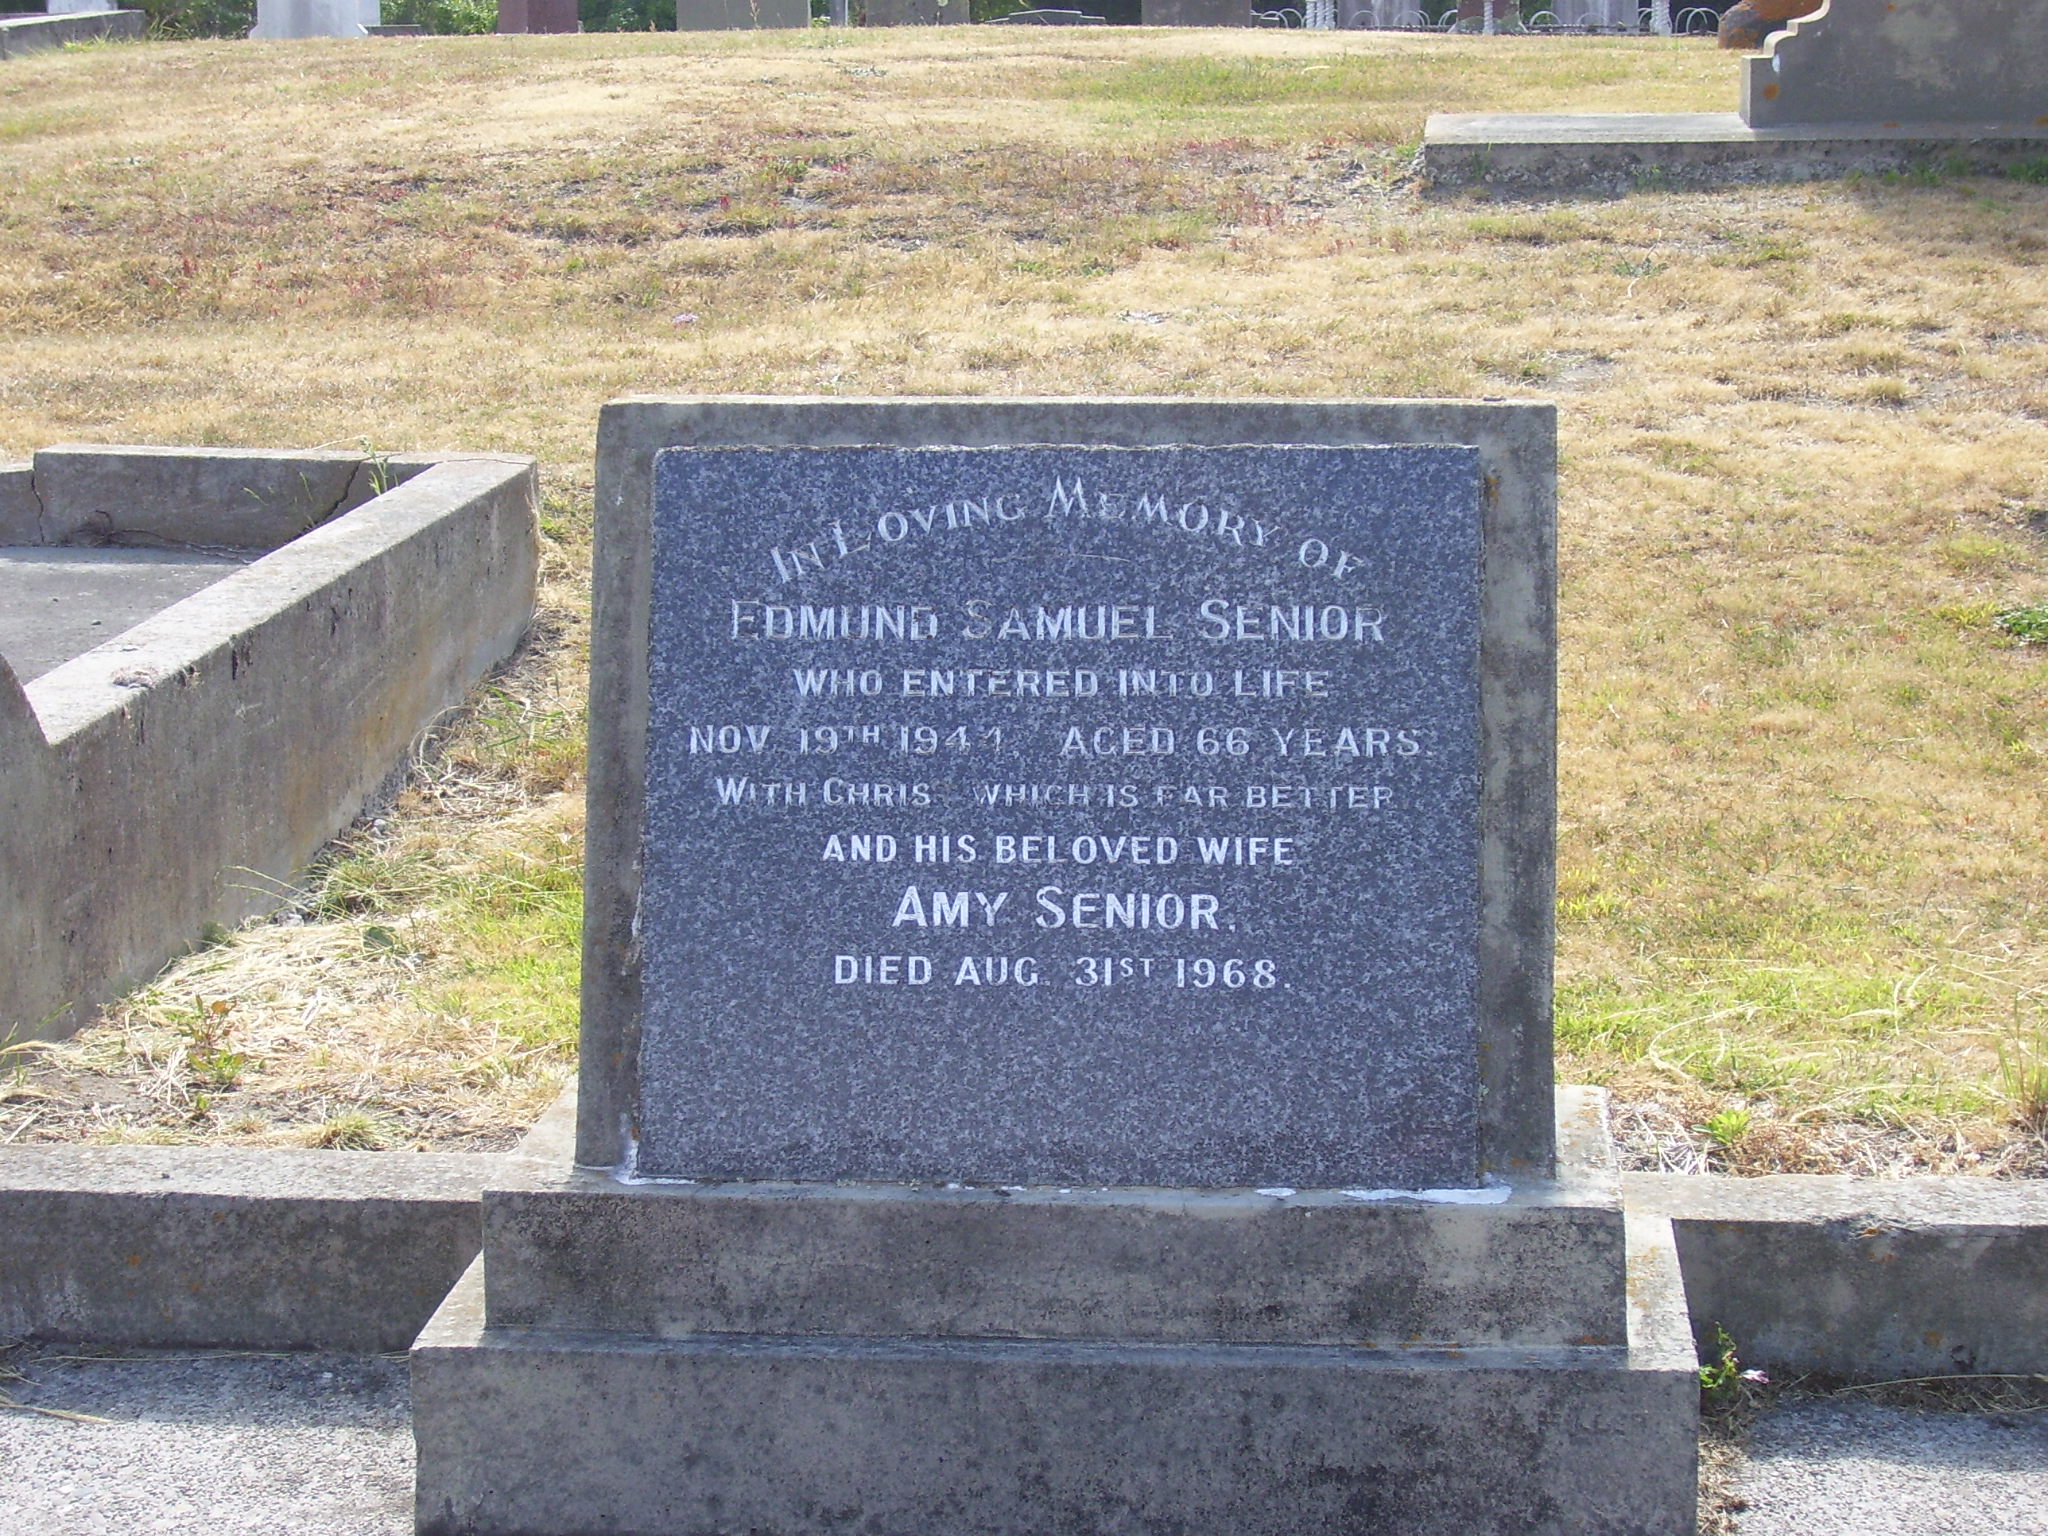 In Loving Memory of
Edmund Samuel Senior
WHO ENTERED INTO LIFE
NOV. 19TH 1944. AGED 66 YEARS.
With Christ which is far better
AND HIS BELOVED WIFE
Amy Senior.
DIED AUG. 31ST 1968.